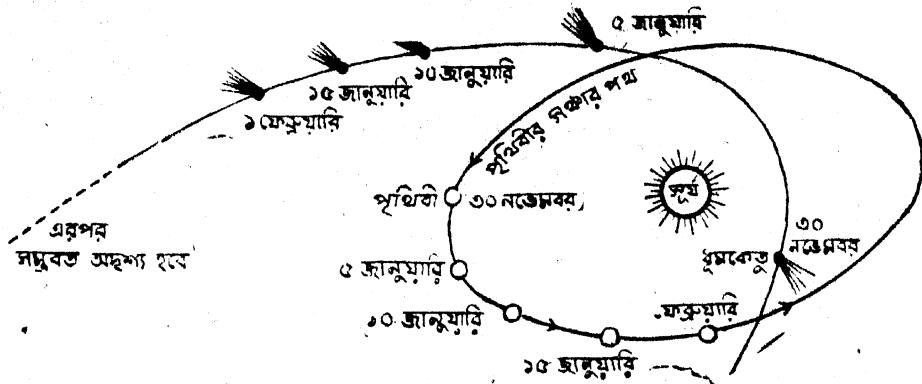 ৫ জানুয়ারি
১০ জানুয়ারি
১৫ জানুয়ারি
১ ফেব্রুয়ারি
পৃথিবীর সঞ্চার পথ
পৃথিবী
৩০ নভেম্বর
সূর্য
৩০
নভেম্বর
ধূমকেতু
এরপর
সম্ভবত অদৃশ্য হবে
৫ জানুয়ারি
১০ জানুয়ারি
ফেব্রুয়ারি
১৫ জানুয়ারি